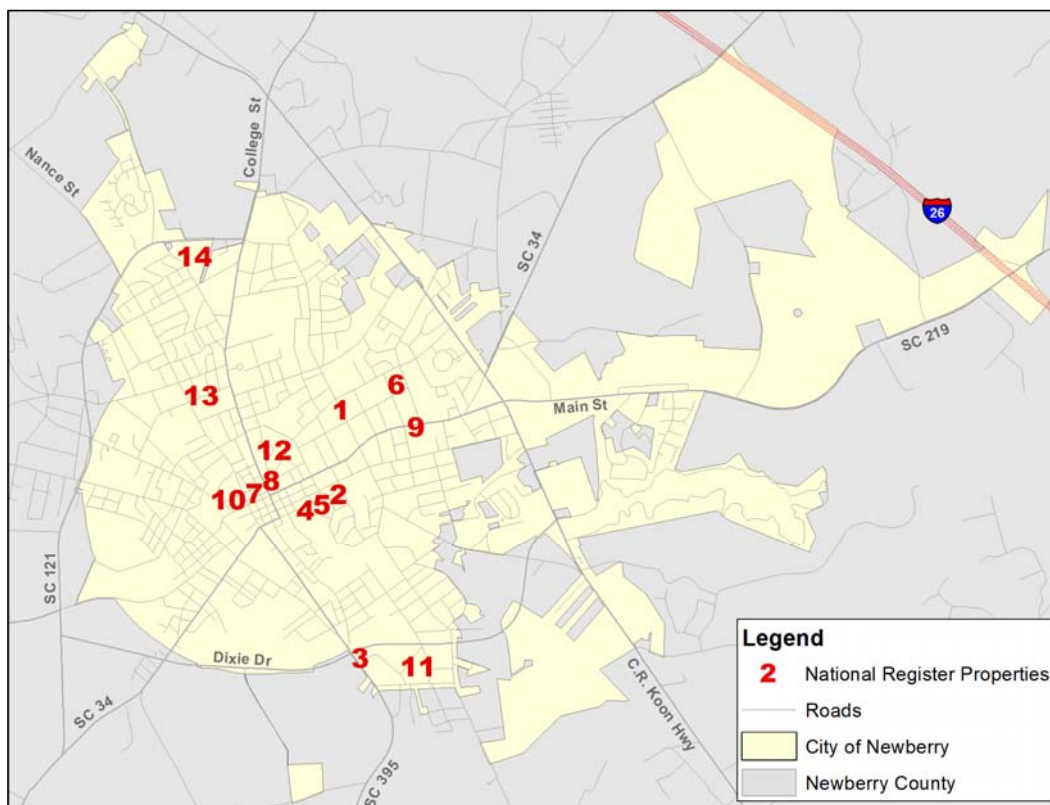 College St
Nance St
26
14
SC 34
SC 219
6
13
1
Main St
9
12
8
10
7
5
2
4
SC 121
3
11
Dixie Dr
C.R. Koon Hwy
SC 34
SC 395
Legend
2 National Register Properties
Roads
City of Newberry
Newberry County